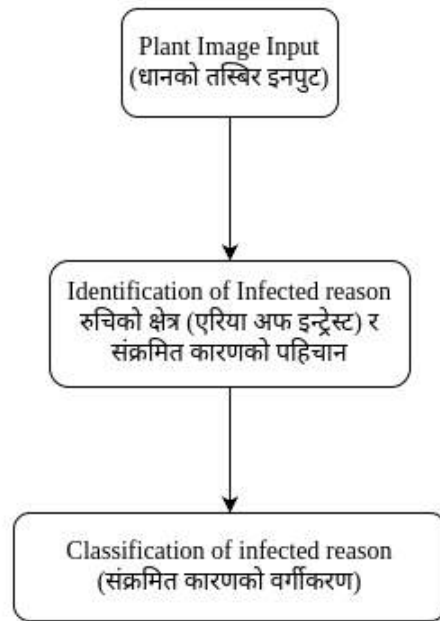 Plant Image Input
(धानको तस्बिर इनपुट)
Identification of Infected reason
रुचिको क्षेत्र (एरिया अफ इन्ट्रेस्ट) र
संक्रमित कारणको पहिचान
Classification of infected reason
(संक्रमित कारणको वर्गीकरण)